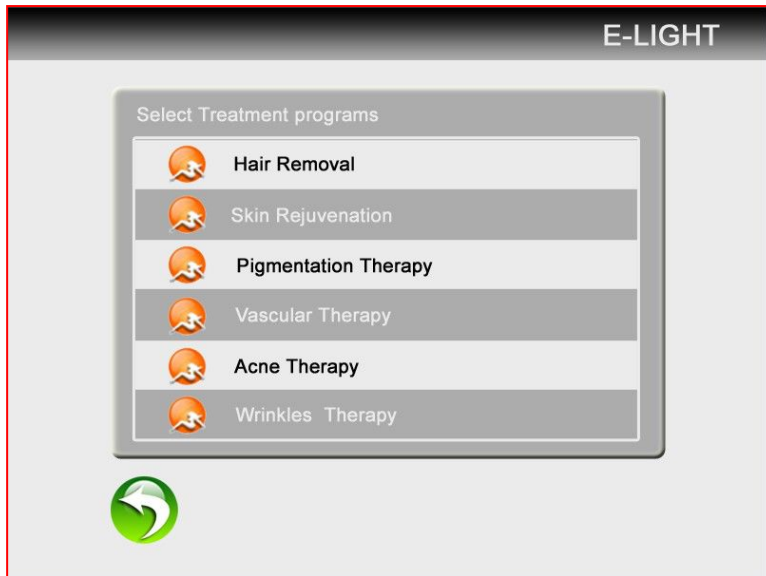 E-LIGHT
Select Treatment programs
Hair Removal
Skin Rejuvenation
Pigmentation Therapy
Vascular Therapy
Acne Therapy
Wrinkles Therapy